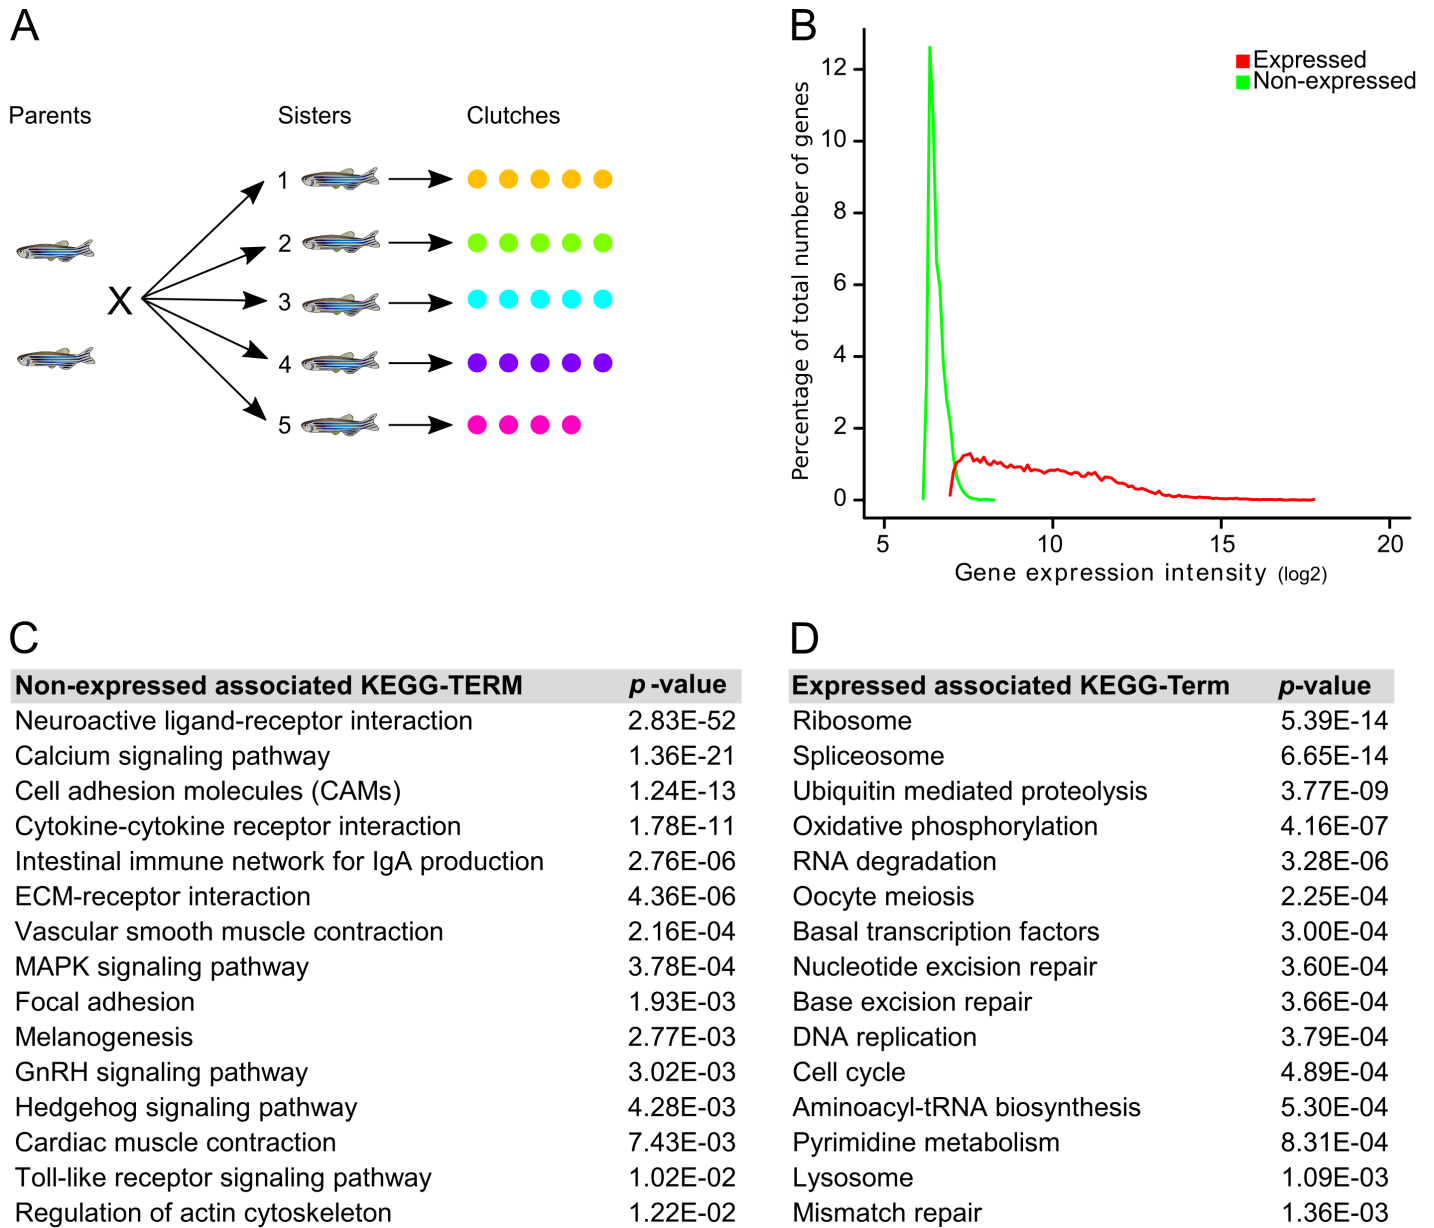 A
Parents
Sisters
Clutches
X
1
2
3
4
5
B
Expressed
Non-expressed
Percentage of total number of genes
12
10
8
6
4
2
0
5
10
15
20
Gene expression intensity (log2)
C
Non-expressed associated KEGG-TERM p-value
Neuroactive ligand-receptor interaction 2.83E-52
Calcium signaling pathway 1.36E-21
Cell adhesion molecules (CAMs) 1.24E-13
Cytokine-cytokine receptor interaction 1.78E-11
Intestinal immune network for IgA production 2.76E-06
ECM-receptor interaction 4.36E-06
Vascular smooth muscle contraction 2.16E-04
MAPK signaling pathway 3.78E-04
Focal adhesion 1.93E-03
Melanogenesis 2.77E-03
GnRH signaling pathway 3.02E-03
Hedgehog signaling pathway 4.28E-03
Cardiac muscle contraction 7.43E-03
Toll-like receptor signaling pathway 1.02E-02
Regulation of actin cytoskeleton 1.22E-02
D
Expressed associated KEGG-Term p-value
Ribosome 5.39E-14
Spliceosome 6.65E-14
Ubiquitin mediated proteolysis 3.77E-09
Oxidative phosphorylation 4.16E-07
RNA degradation 3.28E-06
Oocyte meiosis 2.25E-04
Basal transcription factors 3.00E-04
Nucleotide excision repair 3.60E-04
Base excision repair 3.66E-04
DNA replication 3.79E-04
Cell cycle 4.89E-04
Aminoacyl-tRNA biosynthesis 5.30E-04
Pyrimidine metabolism 8.31E-04
Lysosome 1.09E-03
Mismatch repair 1.36E-03